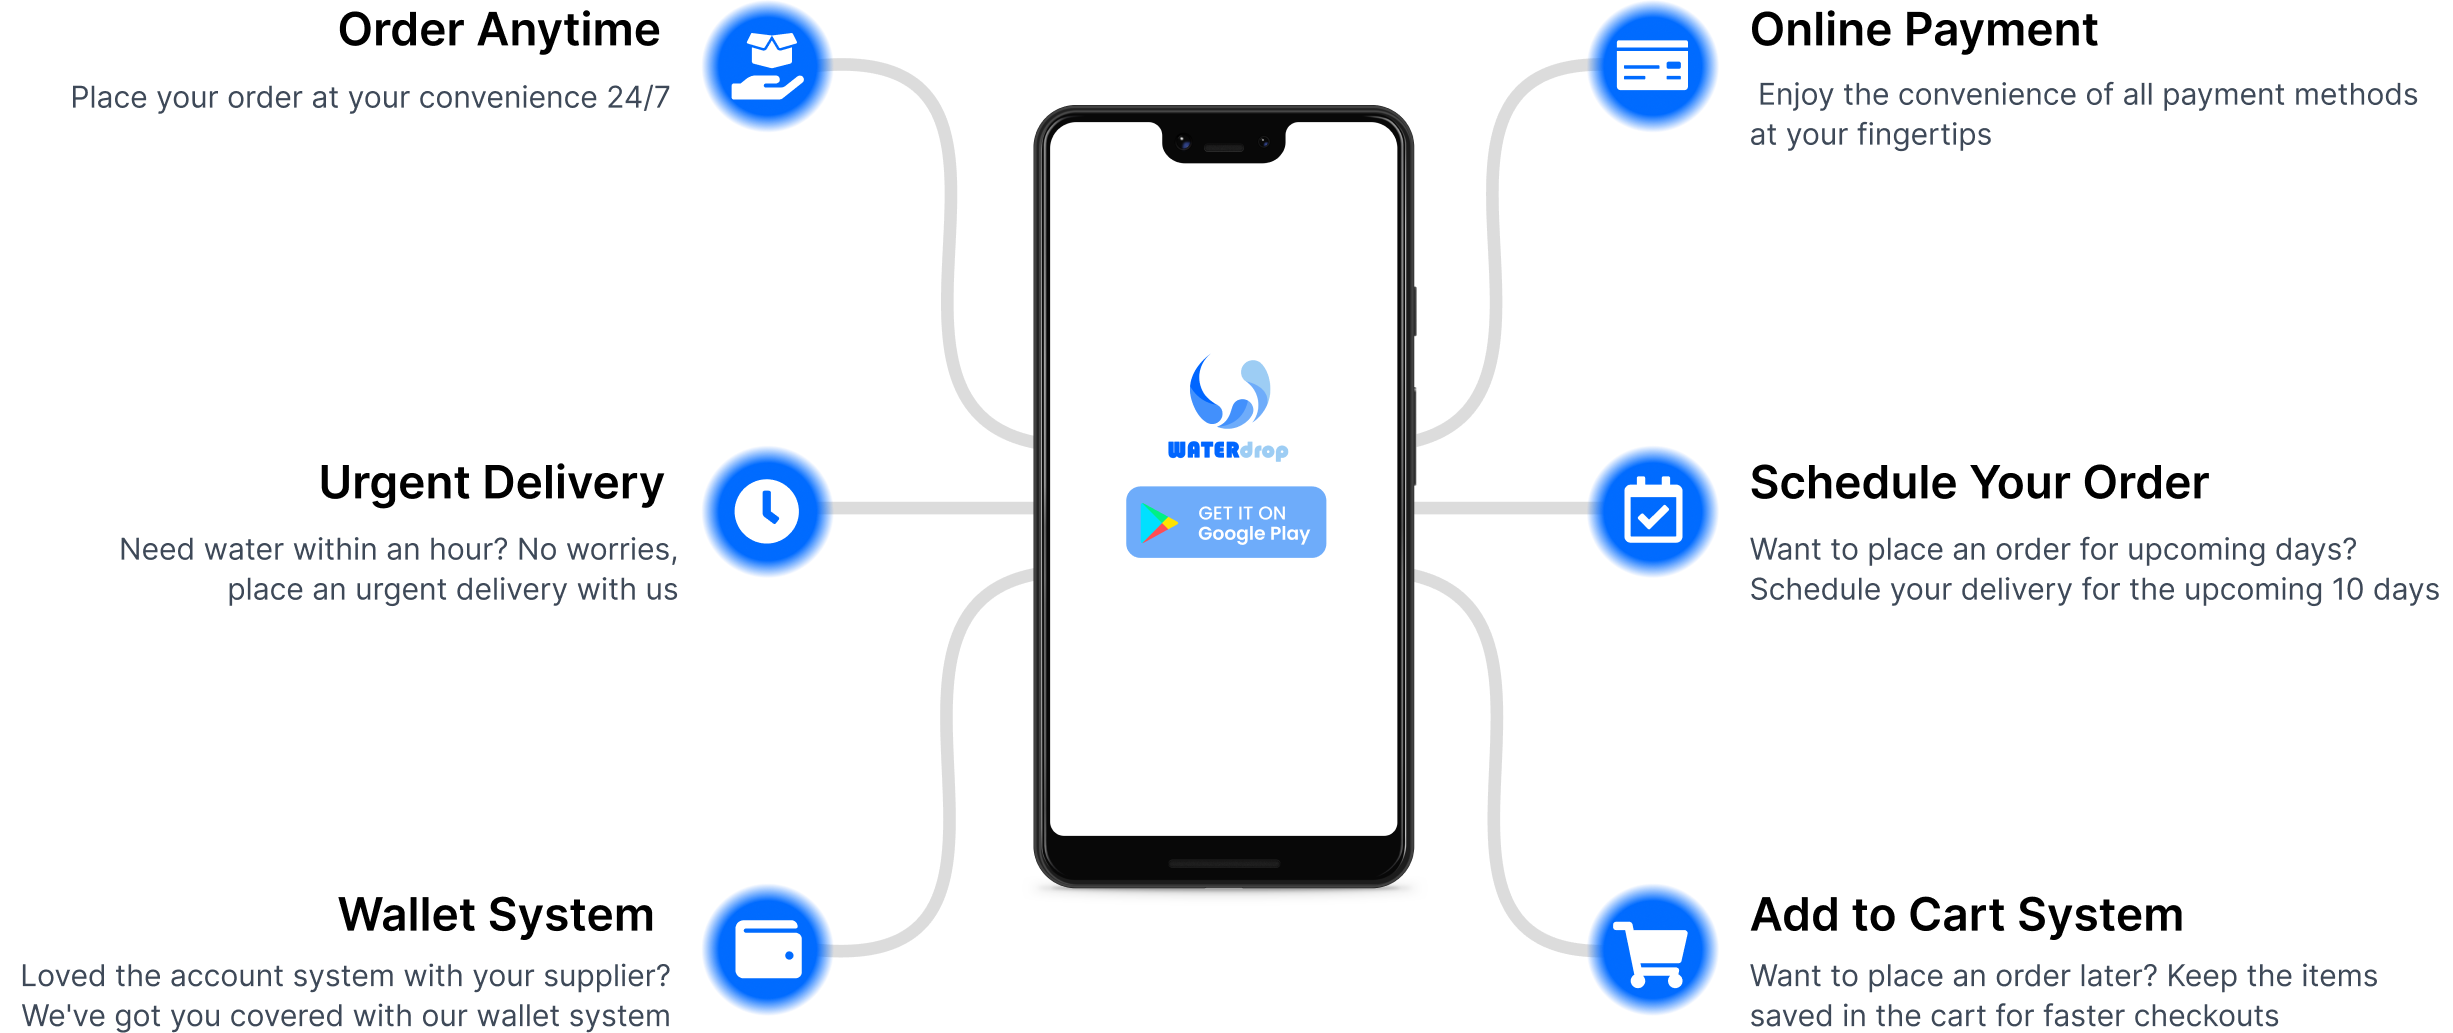 Order Anytime
Place your order at your convenience 24/7
Urgent Delivery
Need water within an hour? No worries,
place an urgent delivery with us
Wallet System
Loved the account system with your supplier?
We've got you covered with our wallet system
WATERdrop
GET IT ON
Google Play
Online Payment
Enjoy the convenience of all payment methods
at your fingertips
Schedule Your Order
Want to place an order for upcoming days?
Schedule your delivery for the upcoming 10 days
Add to Cart System
Want to place an order later? Keep the items
saved in the cart for faster checkouts